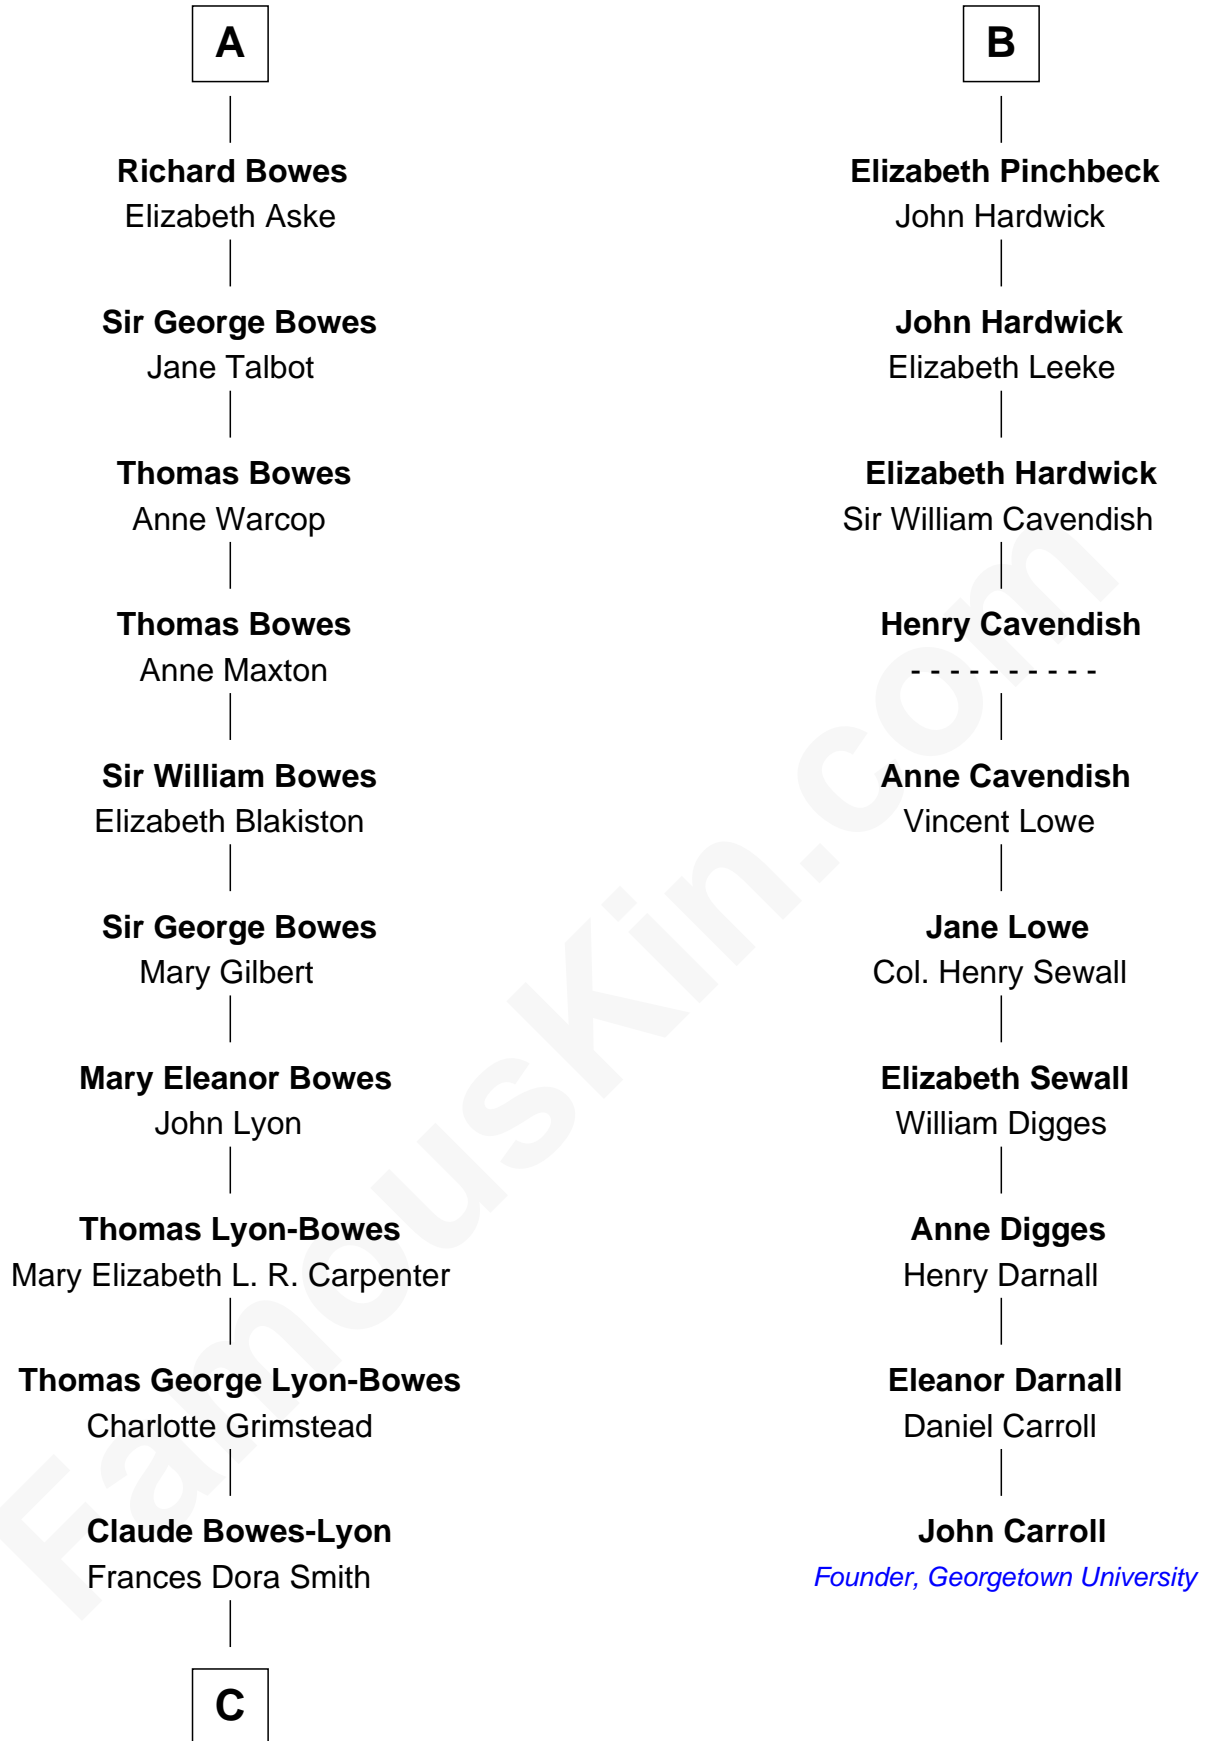 A
Richard Bowes
Elizabeth Aske
Sir George Bowes
Jane Talbot
Thomas Bowes
Anne Warcop
Thomas Bowes
Anne Maxton
Sir William Bowes
Elizabeth Blakiston
Sir George Bowes
Mary Gilbert
Mary Eleanor Bowes
John Lyon
Thomas Lyon-Bowes
Mary Elizabeth L. R. Carpenter
Thomas George Lyon-Bowes
Charlotte Grimstead
Claude Bowes-Lyon
Frances Dora Smith
C
B
Elizabeth Pinchbeck
John Hardwick
John Hardwick
Elizabeth Leeke
Elizabeth Hardwick
Sir William Cavendish
Henry Cavendish
- - - - - - - - - -
Anne Cavendish
Vincent Lowe
Jane Lowe
Col. Henry Sewall
Elizabeth Sewall
William Digges
Anne Digges
Henry Darnall
Eleanor Darnall
Daniel Carroll
John Carroll
Founder, Georgetown University
FamousKin.com